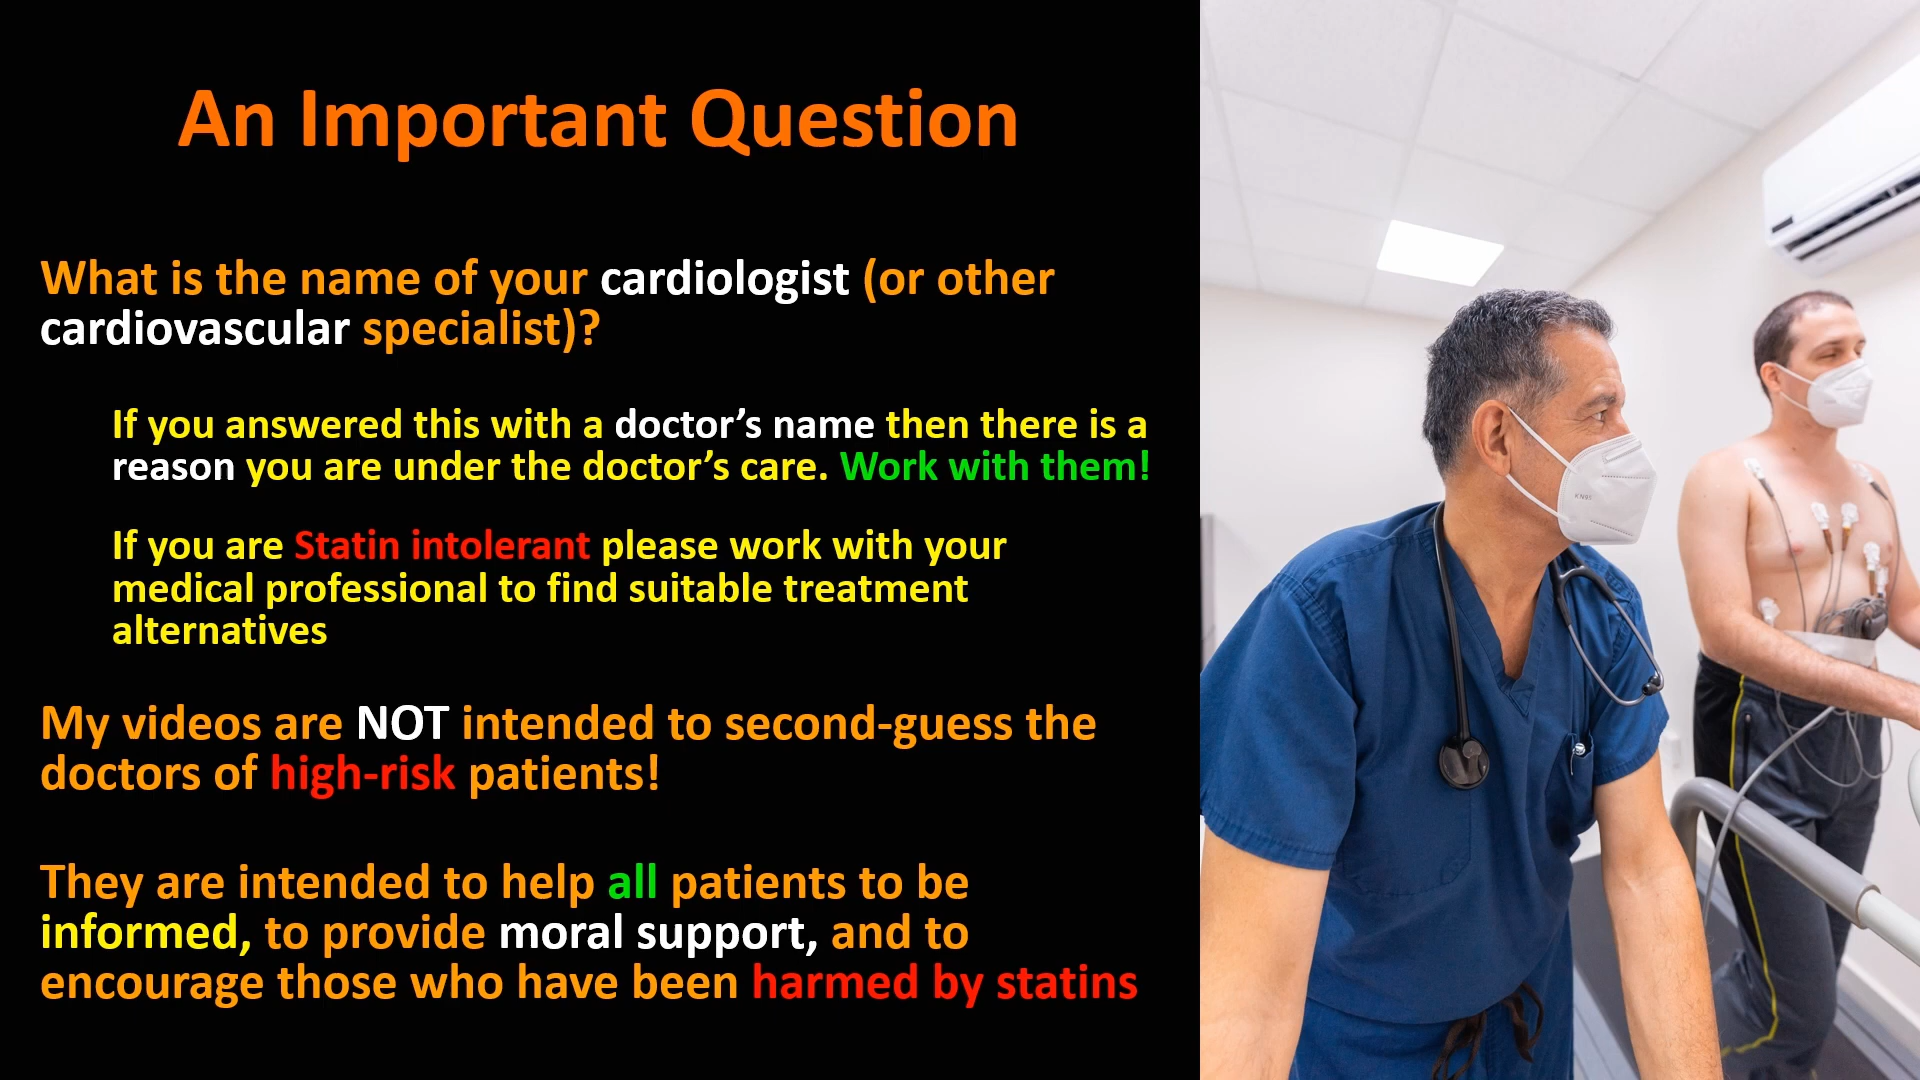 An Important Question
What is the name of your cardiologist (or other
cardiovascular specialist)?
If you answered this with a doctor’s name then there is a
reason you are under the doctor’s care. Work with them!
If you are Statin intolerant please work with your
medical professional to find suitable treatment
alternatives
My videos are NOT intended to second-guess the
doctors of high-risk patients!
They are intended to help all patients to be
informed, to provide moral support, and to
encourage those who have been harmed by statins